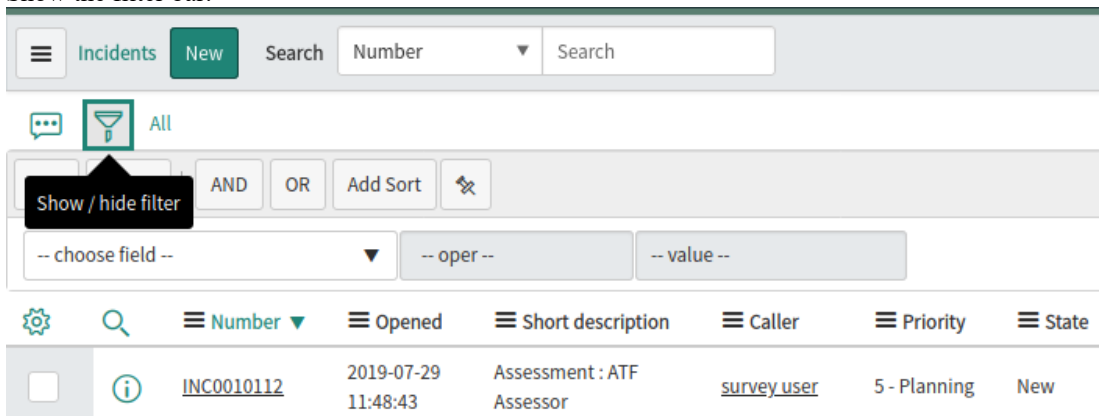 Incidents New Search Number Search
All
AND OR Add Sort
Show / hide filter
-- choose field -- -- oper -- -- value --
Number Opened Short description Caller Priority State
INC0010112 2019-07-29 11:48:43 Assessment : ATF Assessor survey user 5 - Planning New